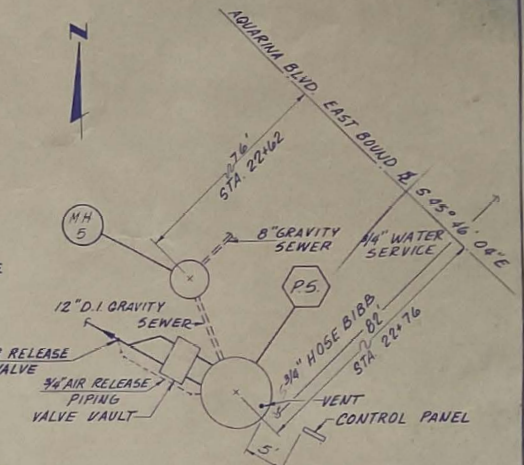 N
AQUARINA BLVD. EAST BOUND ℄ S 45° 46' 04" E
76'
STA. 22+62
MH
5
8" GRAVITY
SEWER
3/4" WATER
SERVICE
P.S.
12" D.I. GRAVITY
SEWER
RELEASE
VALVE
3/4" AIR RELEASE
PIPING
VALVE VAULT
3/4" HOSE BIBB
82'
STA. 22+76
VENT
CONTROL PANEL
5'